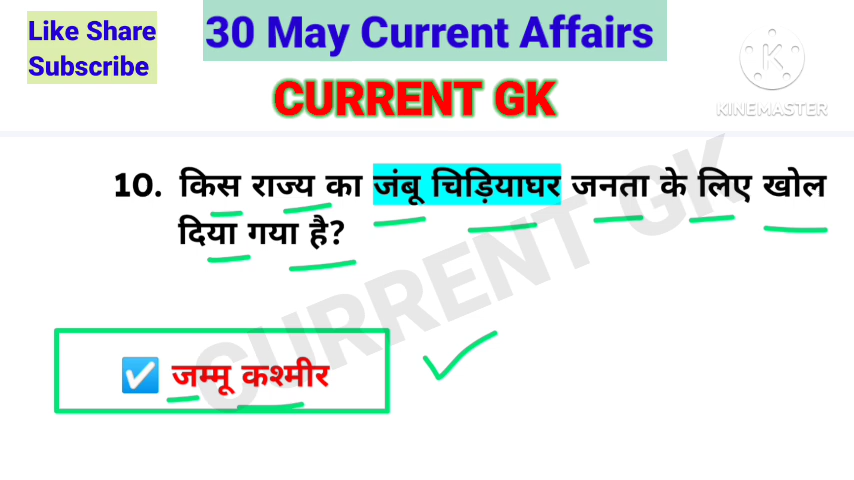 Like Share
Subscribe
30 May Current Affairs
CURRENT GK
KINEMASTER
10. किस राज्य का जंबू चिड़ियाघर जनता के लिए खोल
दिया गया है?
CURRENT GK
जम्मू कश्मीर